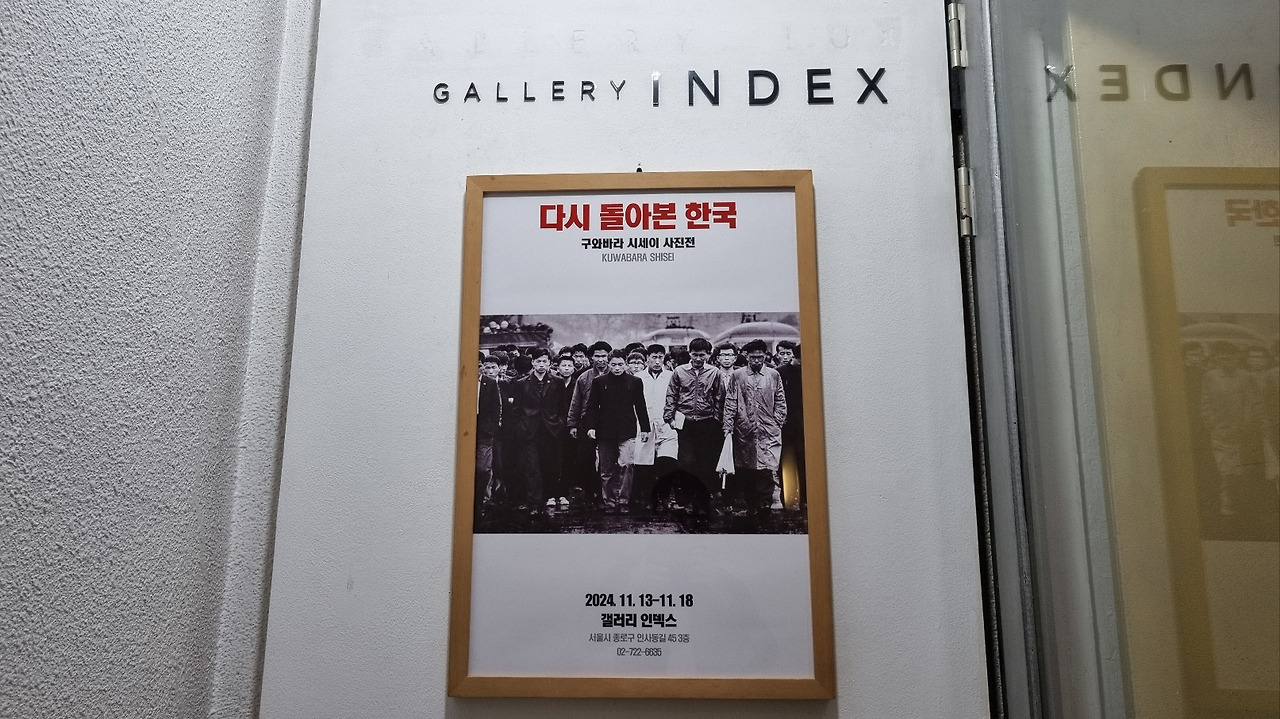 GALLERY INDEX
다시 돌아본 한국
구와바라 시세이 사진전
KUWABARA SHISEI
2024. 11. 13-11. 18
갤러리 인덱스
서울시 종로구 인사동길 45 3층
02-722-6635